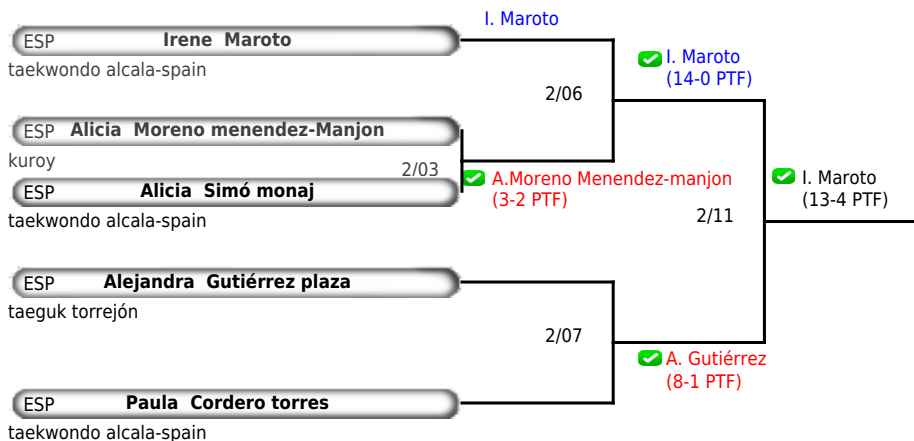 I. Maroto
ESP Irene Maroto
taekwondo alcala-spain
I. Maroto
(14-0 PTF)
2/06
ESP Alicia Moreno menendez-Manjon
kuroy
2/03
A.Moreno Menendez-manjon
(3-2 PTF)
I. Maroto
(13-4 PTF)
ESP Alicia Simó monaj
taekwondo alcala-spain
2/11
ESP Alejandra Gutiérrez plaza
taeguk torrejón
2/07
A. Gutiérrez
(8-1 PTF)
ESP Paula Cordero torres
taekwondo alcala-spain